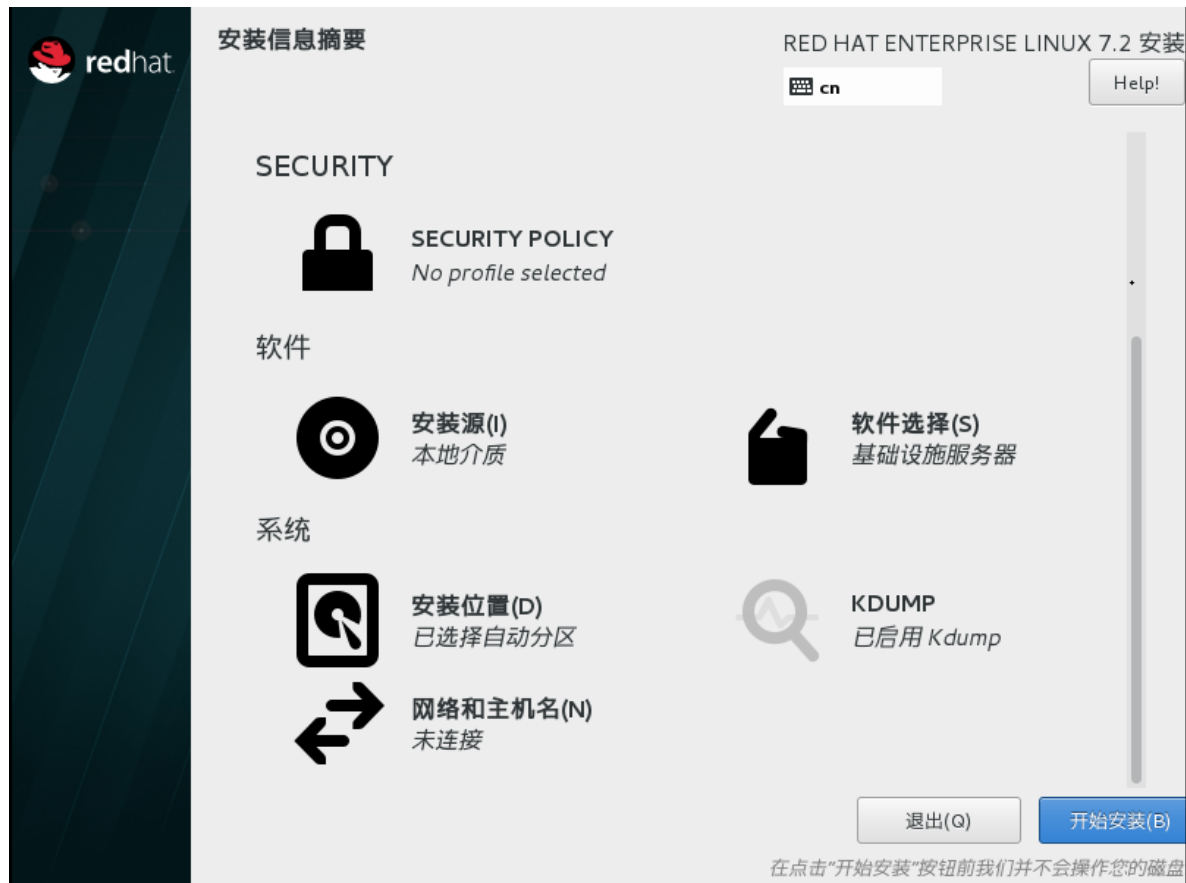 redhat.
安装信息摘要
RED HAT ENTERPRISE LINUX 7.2 安装
cn
Help!
SECURITY
SECURITY POLICY
No profile selected
软件
安装源(I)
本地介质
软件选择(S)
基础设施服务器
系统
安装位置(D)
已选择自动分区
KDUMP
已启用 Kdump
网络和主机名(N)
未连接
退出(Q)
开始安装(B)
在点击"开始安装"按钮前我们并不会操作您的磁盘